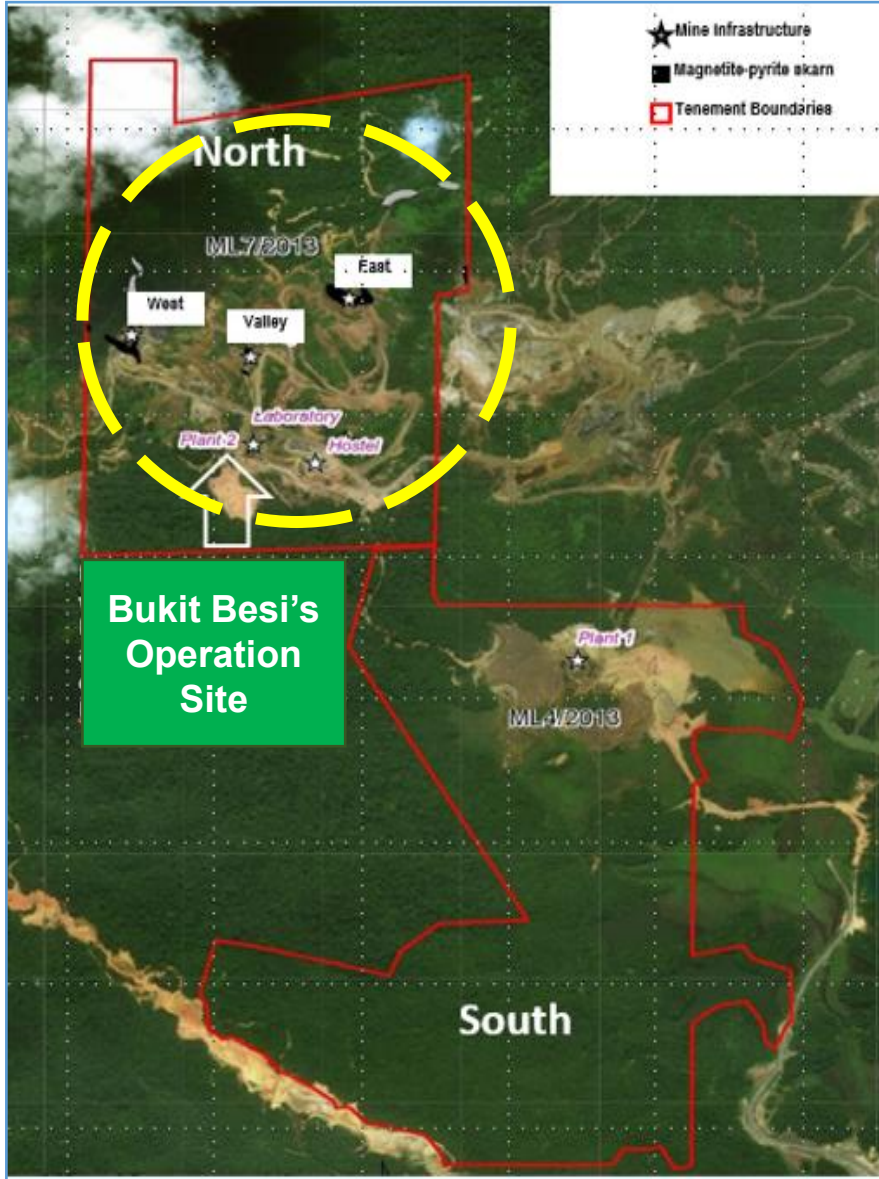 Mine Infrastructure
Magnetite-pyrite skarn
Tenement Boundaries
North
ML7/2013
East
West
Valley
Laboratory
Plant-2
Hostel
Bukit Besi’s
Operation
Site
Plant-1
ML4/2013
South